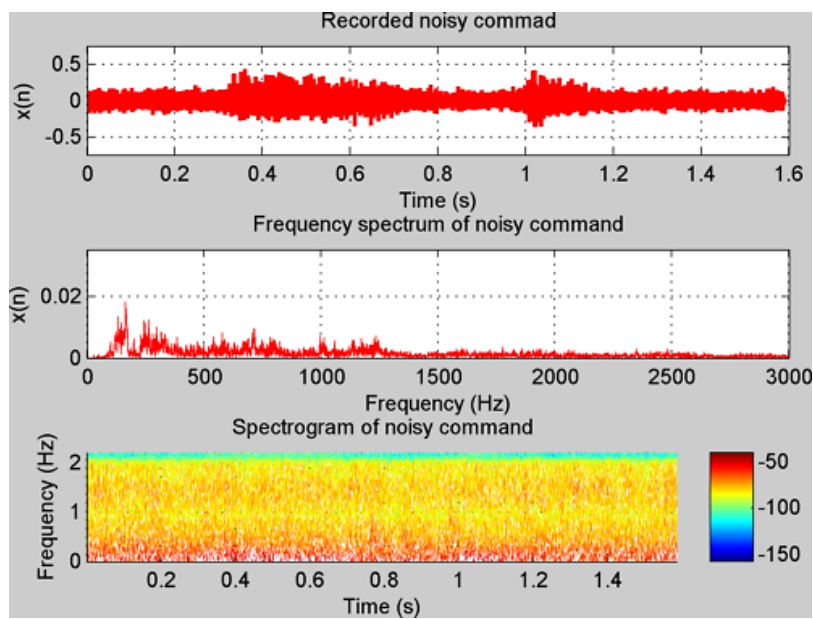 Recorded noisy commad
x(n)
0.5
0
-0.5
0 0.2 0.4 0.6 0.8 1 1.2 1.4 1.6
Time (s)
Frequency spectrum of noisy command
x(n)
0.02
0
0 500 1000 1500 2000 2500 3000
Frequency (Hz)
Spectrogram of noisy command
Frequency (Hz)
2
1
0
0.2 0.4 0.6 0.8 1 1.2 1.4
Time (s)
-50
-100
-150